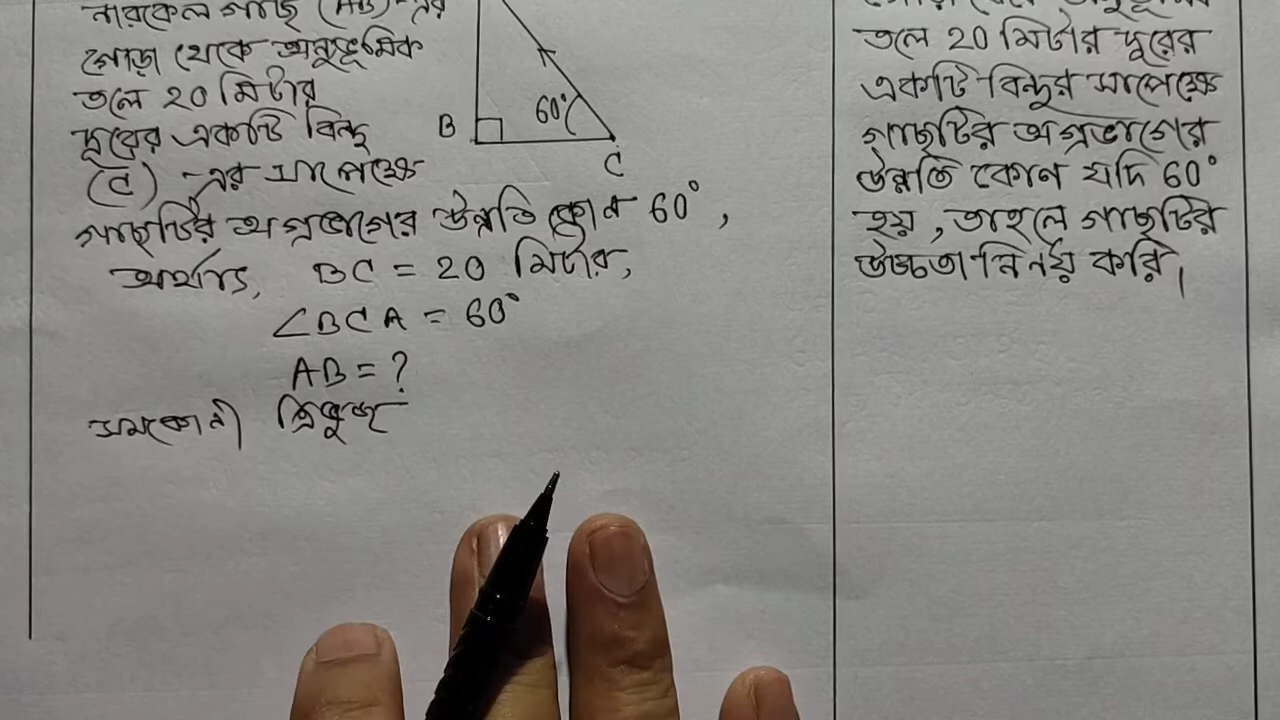 নারকেল গাছ (AB)-এর
গোড়া থেকে অনুভূমিক
তলে 20 মিটার
দূরের একটি বিন্দু
(C) -এর সাপেক্ষে
গাছটির অগ্রভাগের উন্নতি কোন 60°,
অর্থাৎ, BC = 20 মিটার,
∠BCA = 60°
AB = ?
সমকোনী ত্রিভুজ
B
60°
C
তলে 20 মিটার দূরের
একটি বিন্দুর সাপেক্ষে
গাছটির অগ্রভাগের
উন্নতি কোন যদি 60°
হয়, তাহলে গাছটির
উচ্চতা নির্ণয় করি।